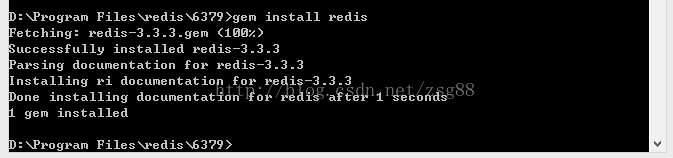 D:\Program Files\redis\6379>gem install redis
Fetching: redis-3.3.3.gem (100%)
Successfully installed redis-3.3.3
Parsing documentation for redis-3.3.3
Installing ri documentation for redis-3.3.3
Done installing documentation for redis after 1 seconds
http://blog.csdn.net/zsg88
1 gem installed
D:\Program Files\redis\6379>